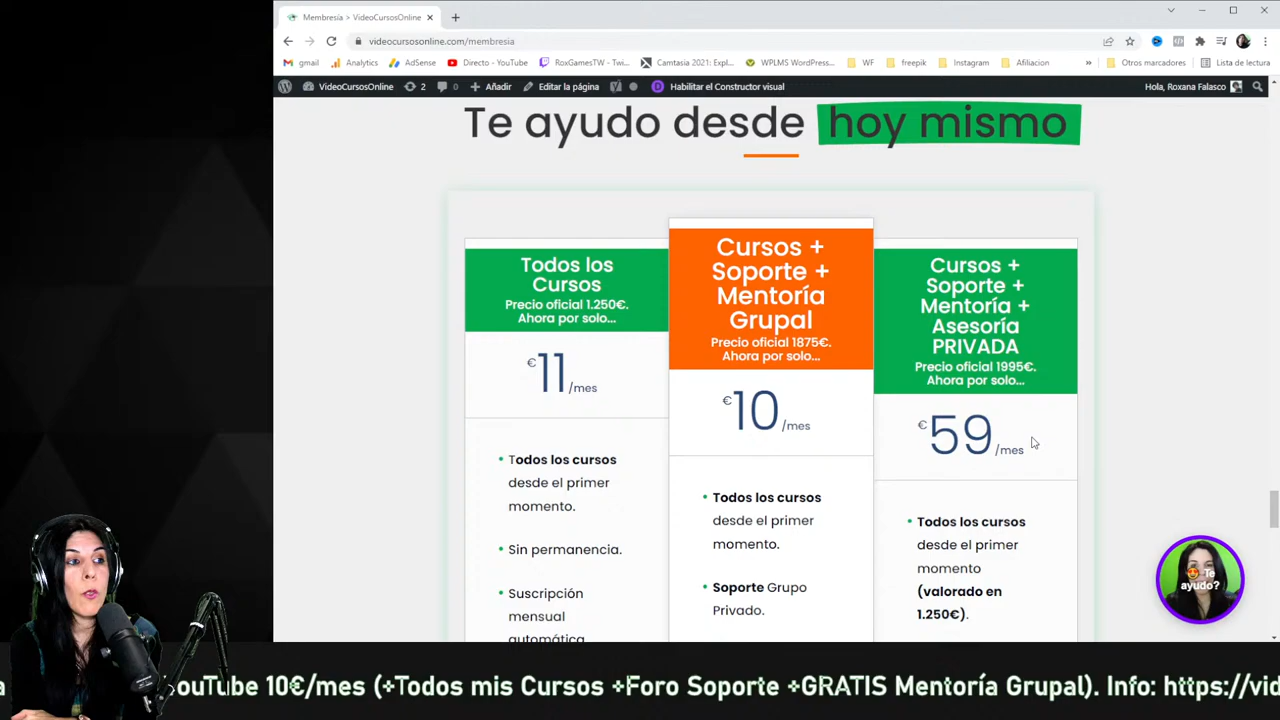 Membresía > VideoCursosOnline
videocursosonline.com/membresia
gmail
Analytics
AdSense
Directo - YouTube
RoxGamesTW - Twi...
Camtasia 2021: Expl...
WPLMS WordPress...
WF
freepik
Instagram
Afiliacion
»
Otros marcadores
Lista de lectura
VideoCursosOnline
2
0
Añadir
Editar la página
Habilitar el Constructor visual
Hola, Roxana Falasco
Te ayudo desde hoy mismo
Todos los
Cursos
Precio oficial 1.250€.
Ahora por solo...
€11/mes
• Todos los cursos
desde el primer
momento.
• Sin permanencia.
• Suscripción
mensual
automática
Cursos +
Soporte +
Mentoría
Grupal
Precio oficial 1875€.
Ahora por solo...
€10/mes
• Todos los cursos
desde el primer
momento.
• Soporte Grupo
Privado.
Cursos +
Soporte +
Mentoría +
Asesoría
PRIVADA
Precio oficial 1995€.
Ahora por solo...
€59/mes
• Todos los cursos
desde el primer
momento
(valorado en
1.250€).
Te
ayudo?
a YouTube 10€/mes (+Todos mis Cursos +Foro Soporte +GRATIS Mentoría Grupal). Info: https://vid